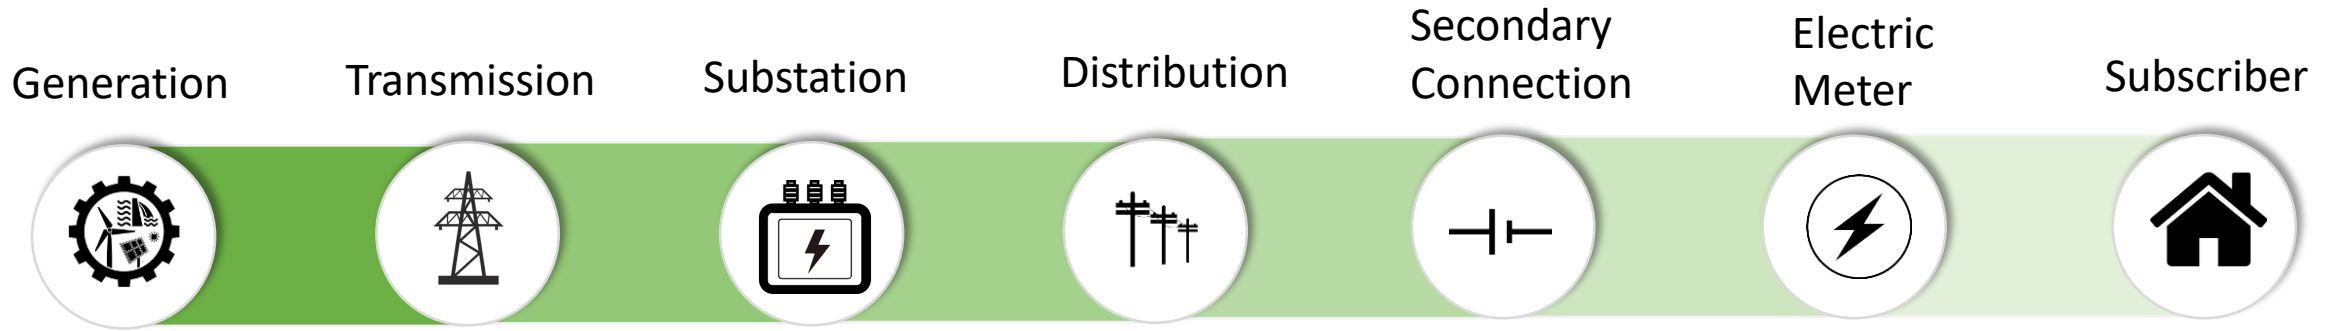 Generation
Transmission
Substation
Distribution
Secondary
Connection
Electric
Meter
Subscriber